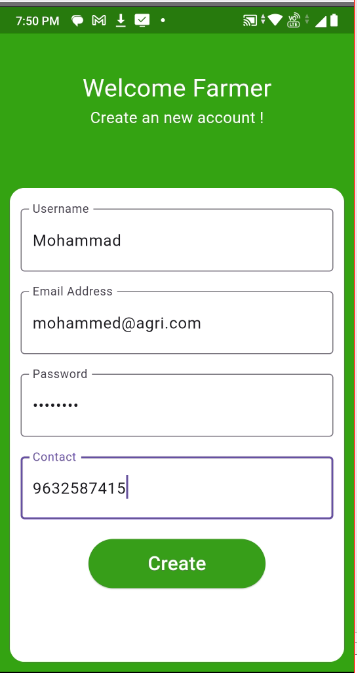 7:50 PM
Welcome Farmer
Create an new account !
Username
Mohammad
Email Address
mohammed@agri.com
Password
••••••••
Contact
9632587415
Create